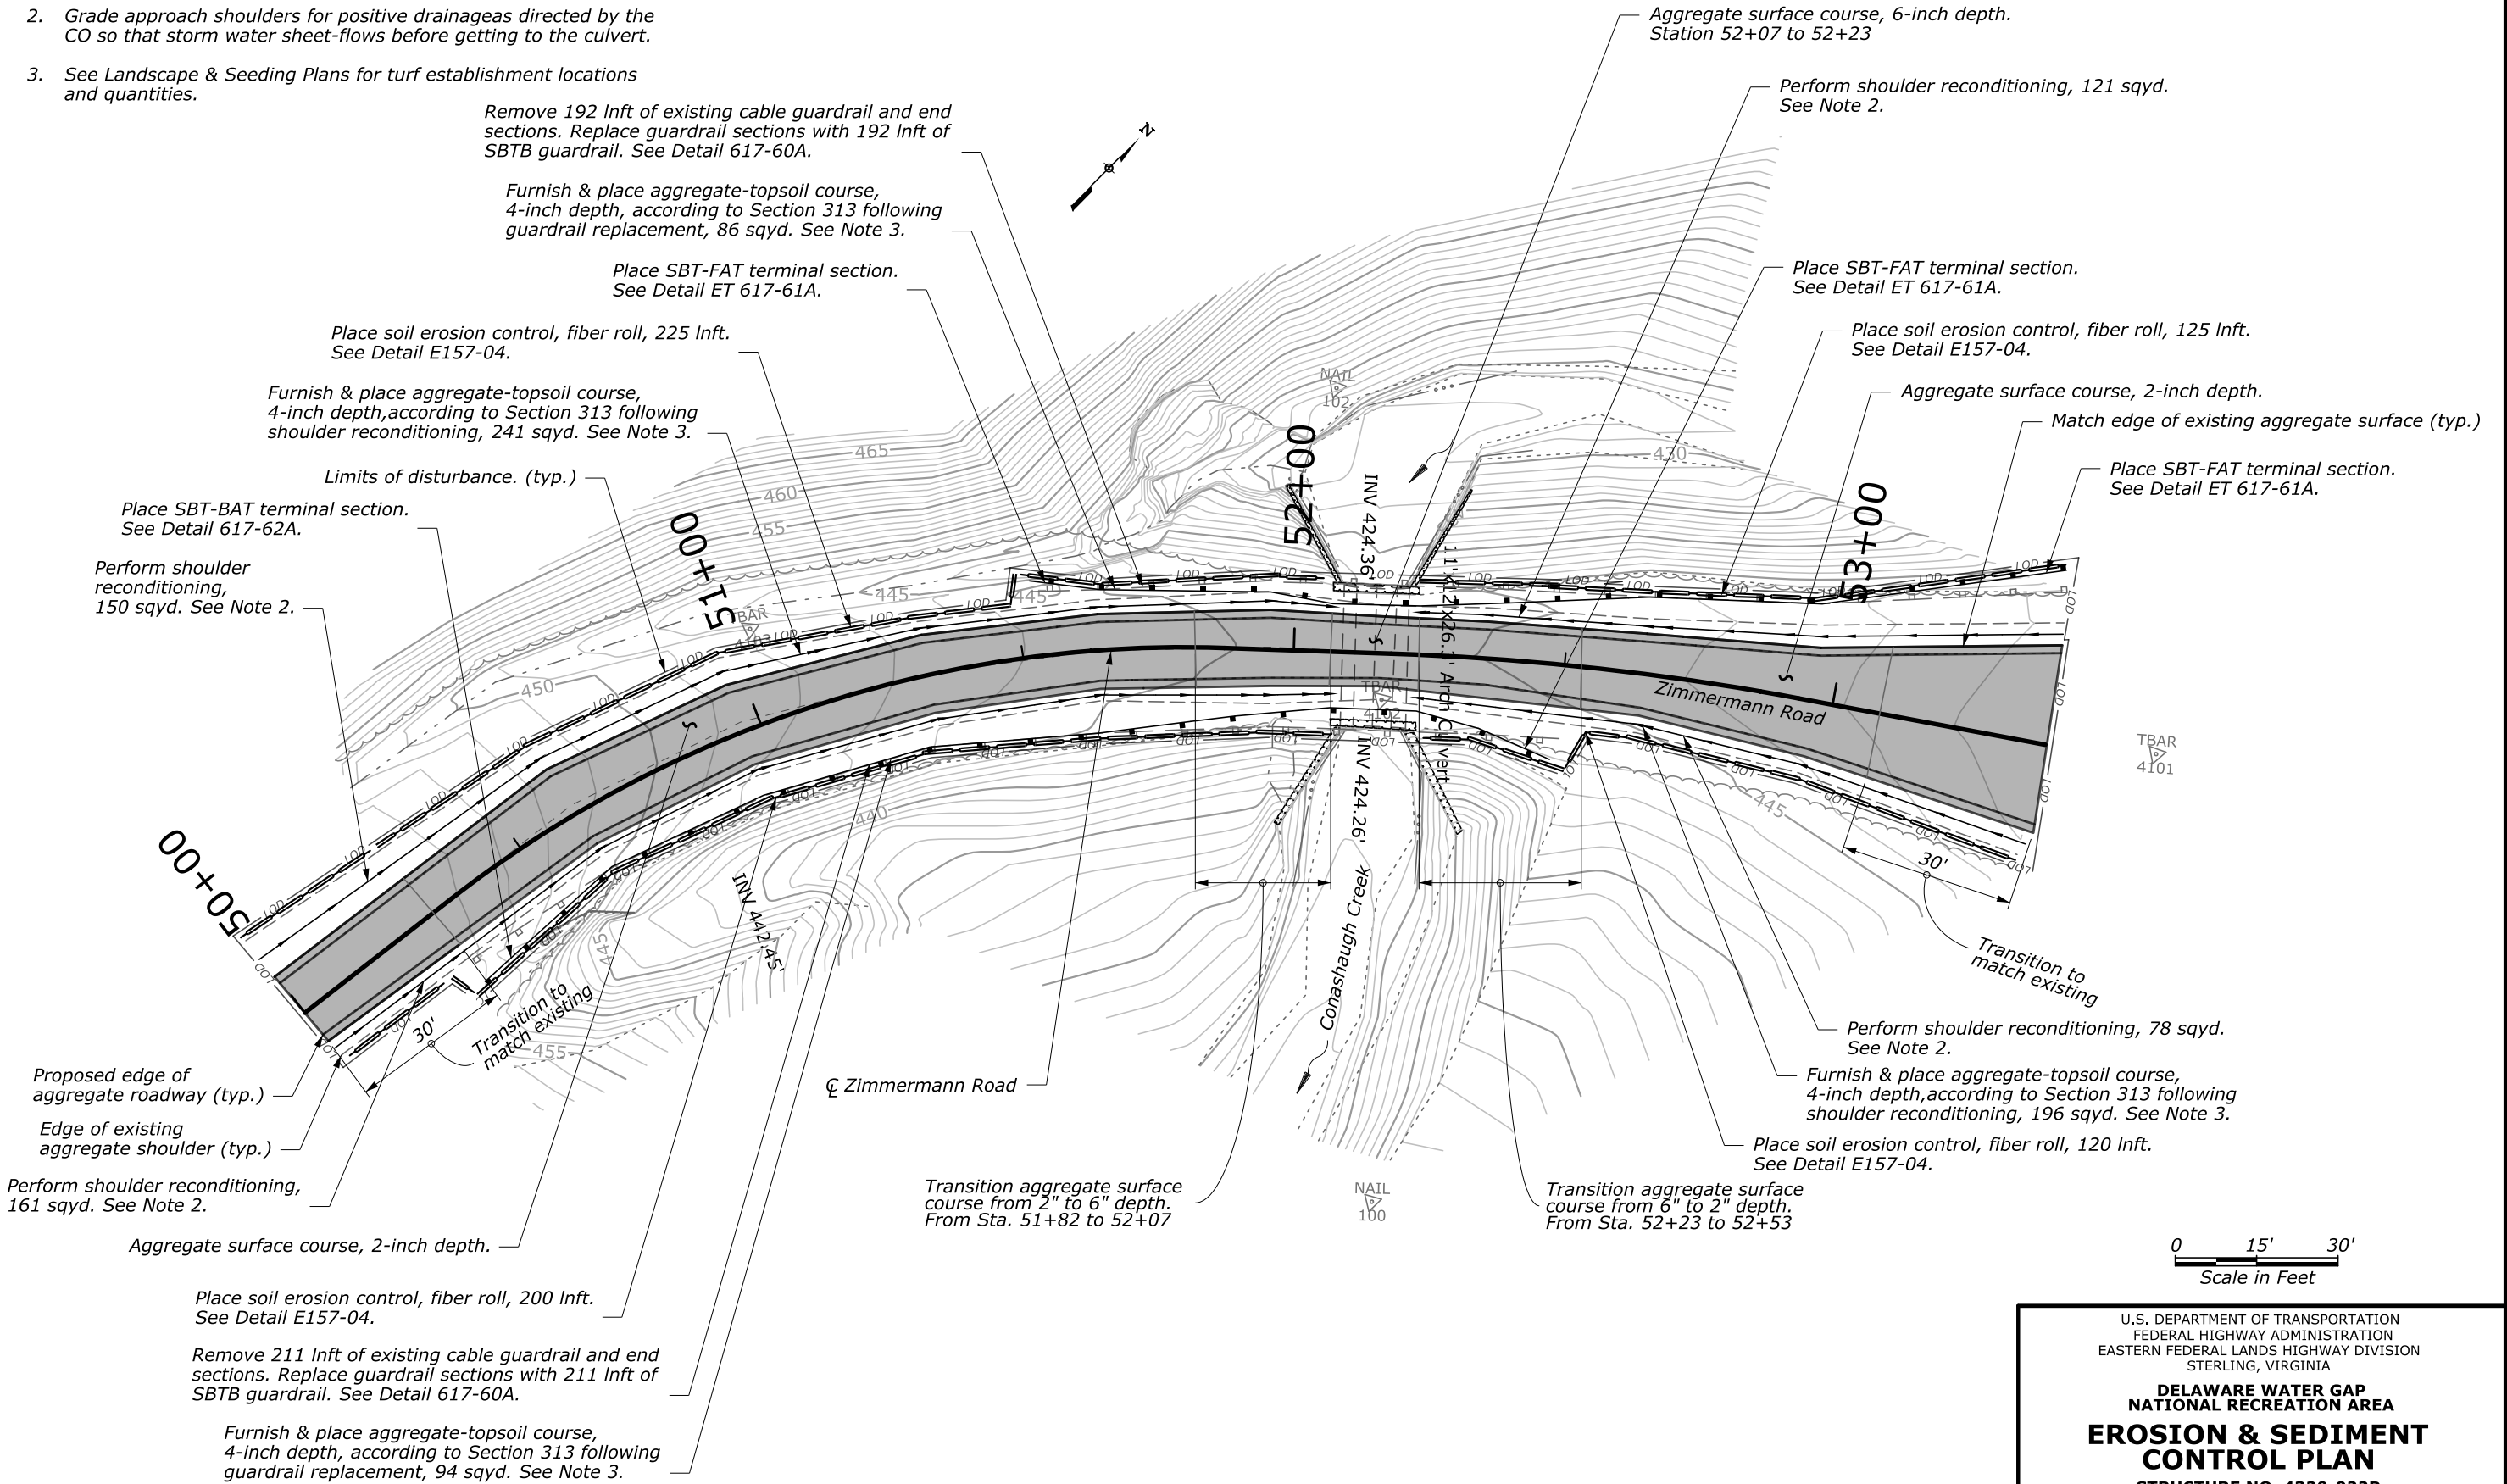 2. Grade approach shoulders for positive drainageas directed by the
CO so that storm water sheet-flows before getting to the culvert.
3. See Landscape & Seeding Plans for turf establishment locations
and quantities.
Remove 192 lnft of existing cable guardrail and end
sections. Replace guardrail sections with 192 lnft of
SBTB guardrail. See Detail 617-60A.
Furnish & place aggregate-topsoil course,
4-inch depth, according to Section 313 following
guardrail replacement, 86 sqyd. See Note 3.
Place SBT-FAT terminal section.
See Detail ET 617-61A.
Place soil erosion control, fiber roll, 225 lnft.
See Detail E157-04.
Furnish & place aggregate-topsoil course,
4-inch depth,according to Section 313 following
shoulder reconditioning, 241 sqyd. See Note 3.
Limits of disturbance. (typ.)
Place SBT-BAT terminal section.
See Detail 617-62A.
Perform shoulder
reconditioning,
150 sqyd. See Note 2.
N
Aggregate surface course, 6-inch depth.
Station 52+07 to 52+23
Perform shoulder reconditioning, 121 sqyd.
See Note 2.
Place SBT-FAT terminal section.
See Detail ET 617-61A.
Place soil erosion control, fiber roll, 125 lnft.
See Detail E157-04.
Aggregate surface course, 2-inch depth.
Match edge of existing aggregate surface (typ.)
Place SBT-FAT terminal section.
See Detail ET 617-61A.
50+00
51+00
52+00
53+00
465
460
455
450
445
445
430
440
445
445
455
NAIL
102
TBAR
4103
TBAR
4102
TBAR
4101
NAIL
100
LOD
INV 424.36'
11'x12'x26.3' Arch Culvert
INV 424.26'
INV 442.45'
Zimmermann Road
Conashaugh Creek
30'
Transition to
match existing
30'
Transition to
match existing
℄ Zimmermann Road
Proposed edge of
aggregate roadway (typ.)
Edge of existing
aggregate shoulder (typ.)
Perform shoulder reconditioning,
161 sqyd. See Note 2.
Aggregate surface course, 2-inch depth.
Place soil erosion control, fiber roll, 200 lnft.
See Detail E157-04.
Remove 211 lnft of existing cable guardrail and end
sections. Replace guardrail sections with 211 lnft of
SBTB guardrail. See Detail 617-60A.
Furnish & place aggregate-topsoil course,
4-inch depth, according to Section 313 following
guardrail replacement, 94 sqyd. See Note 3.
Transition aggregate surface
course from 2" to 6" depth.
From Sta. 51+82 to 52+07
Transition aggregate surface
course from 6" to 2" depth.
From Sta. 52+23 to 52+53
Perform shoulder reconditioning, 78 sqyd.
See Note 2.
Furnish & place aggregate-topsoil course,
4-inch depth,according to Section 313 following
shoulder reconditioning, 196 sqyd. See Note 3.
Place soil erosion control, fiber roll, 120 lnft.
See Detail E157-04.
0 15' 30'
Scale in Feet
U.S. DEPARTMENT OF TRANSPORTATION
FEDERAL HIGHWAY ADMINISTRATION
EASTERN FEDERAL LANDS HIGHWAY DIVISION
STERLING, VIRGINIA
DELAWARE WATER GAP
NATIONAL RECREATION AREA
EROSION & SEDIMENT
CONTROL PLAN